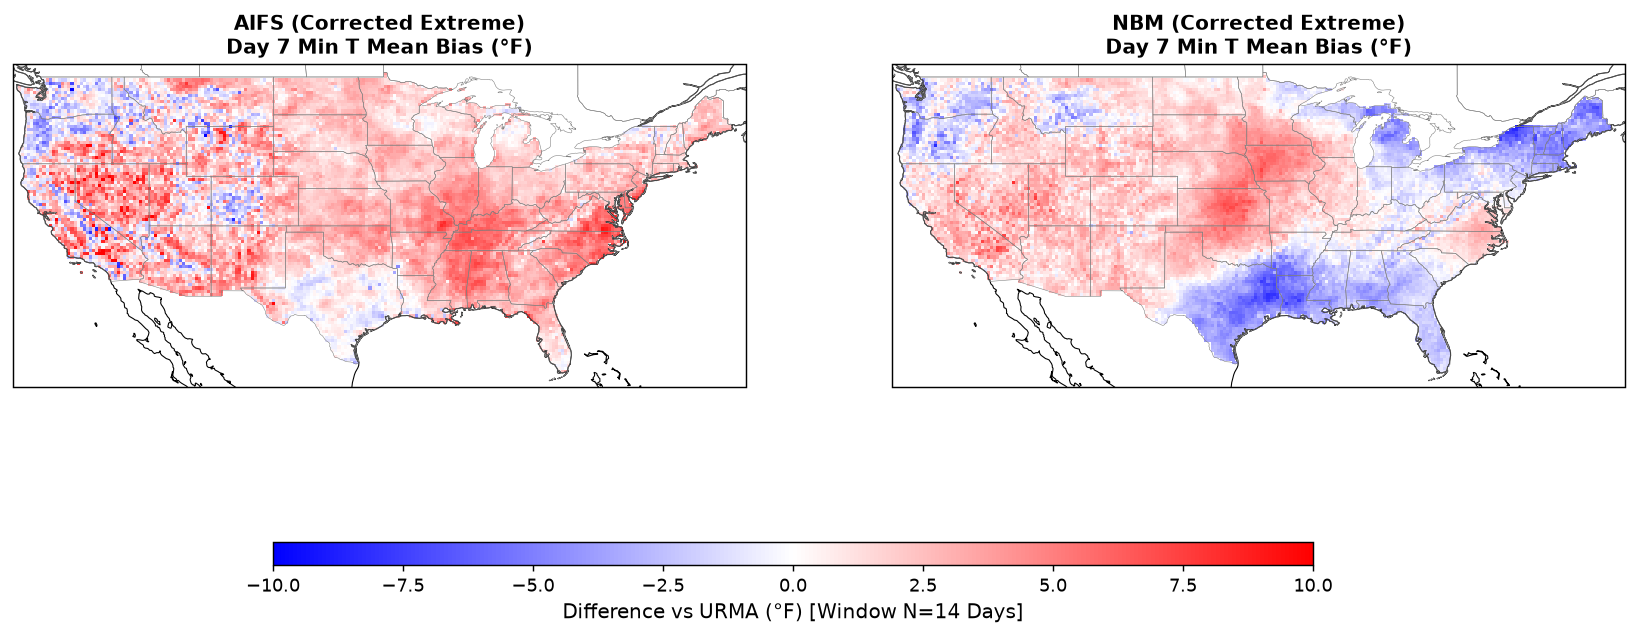 AIFS (Corrected Extreme)
Day 7 Min T Mean Bias (°F)
NBM (Corrected Extreme)
Day 7 Min T Mean Bias (°F)
−10.0 −7.5 −5.0 −2.5 0.0 2.5 5.0 7.5 10.0
Difference vs URMA (°F) [Window N=14 Days]